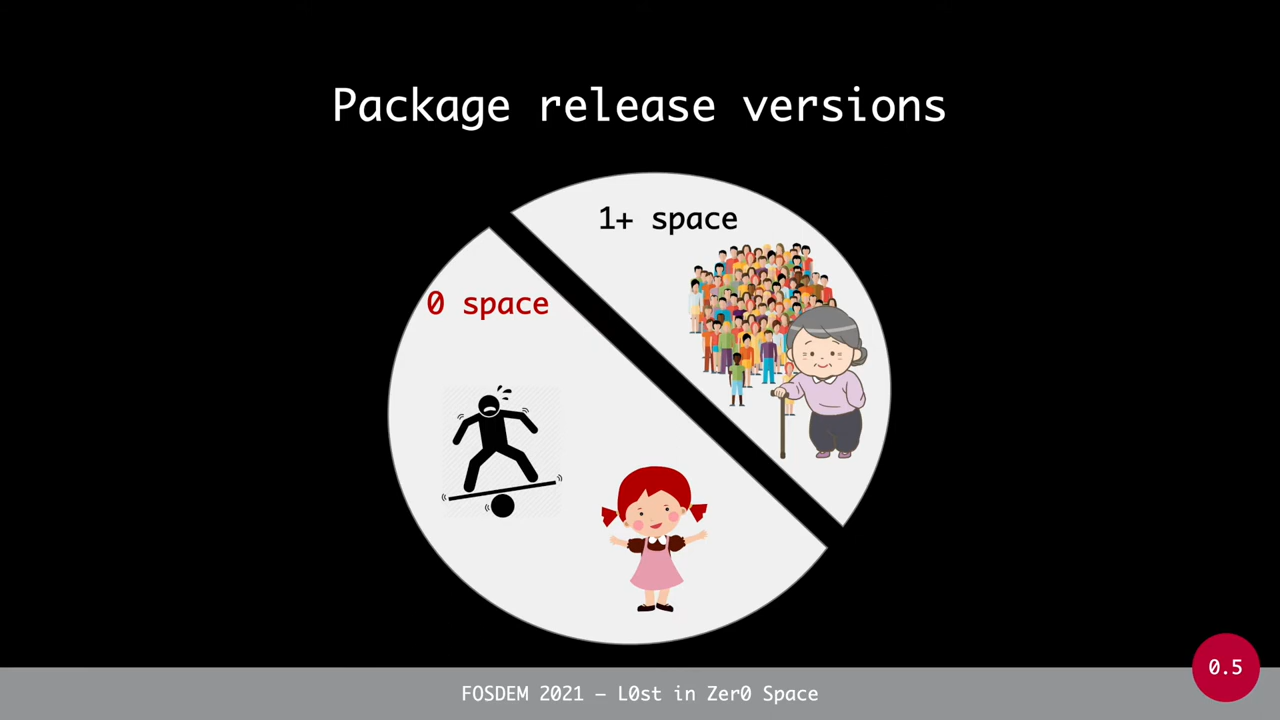 Package release versions
1+ space
0 space
0.5
FOSDEM 2021 – L0st in Zer0 Space